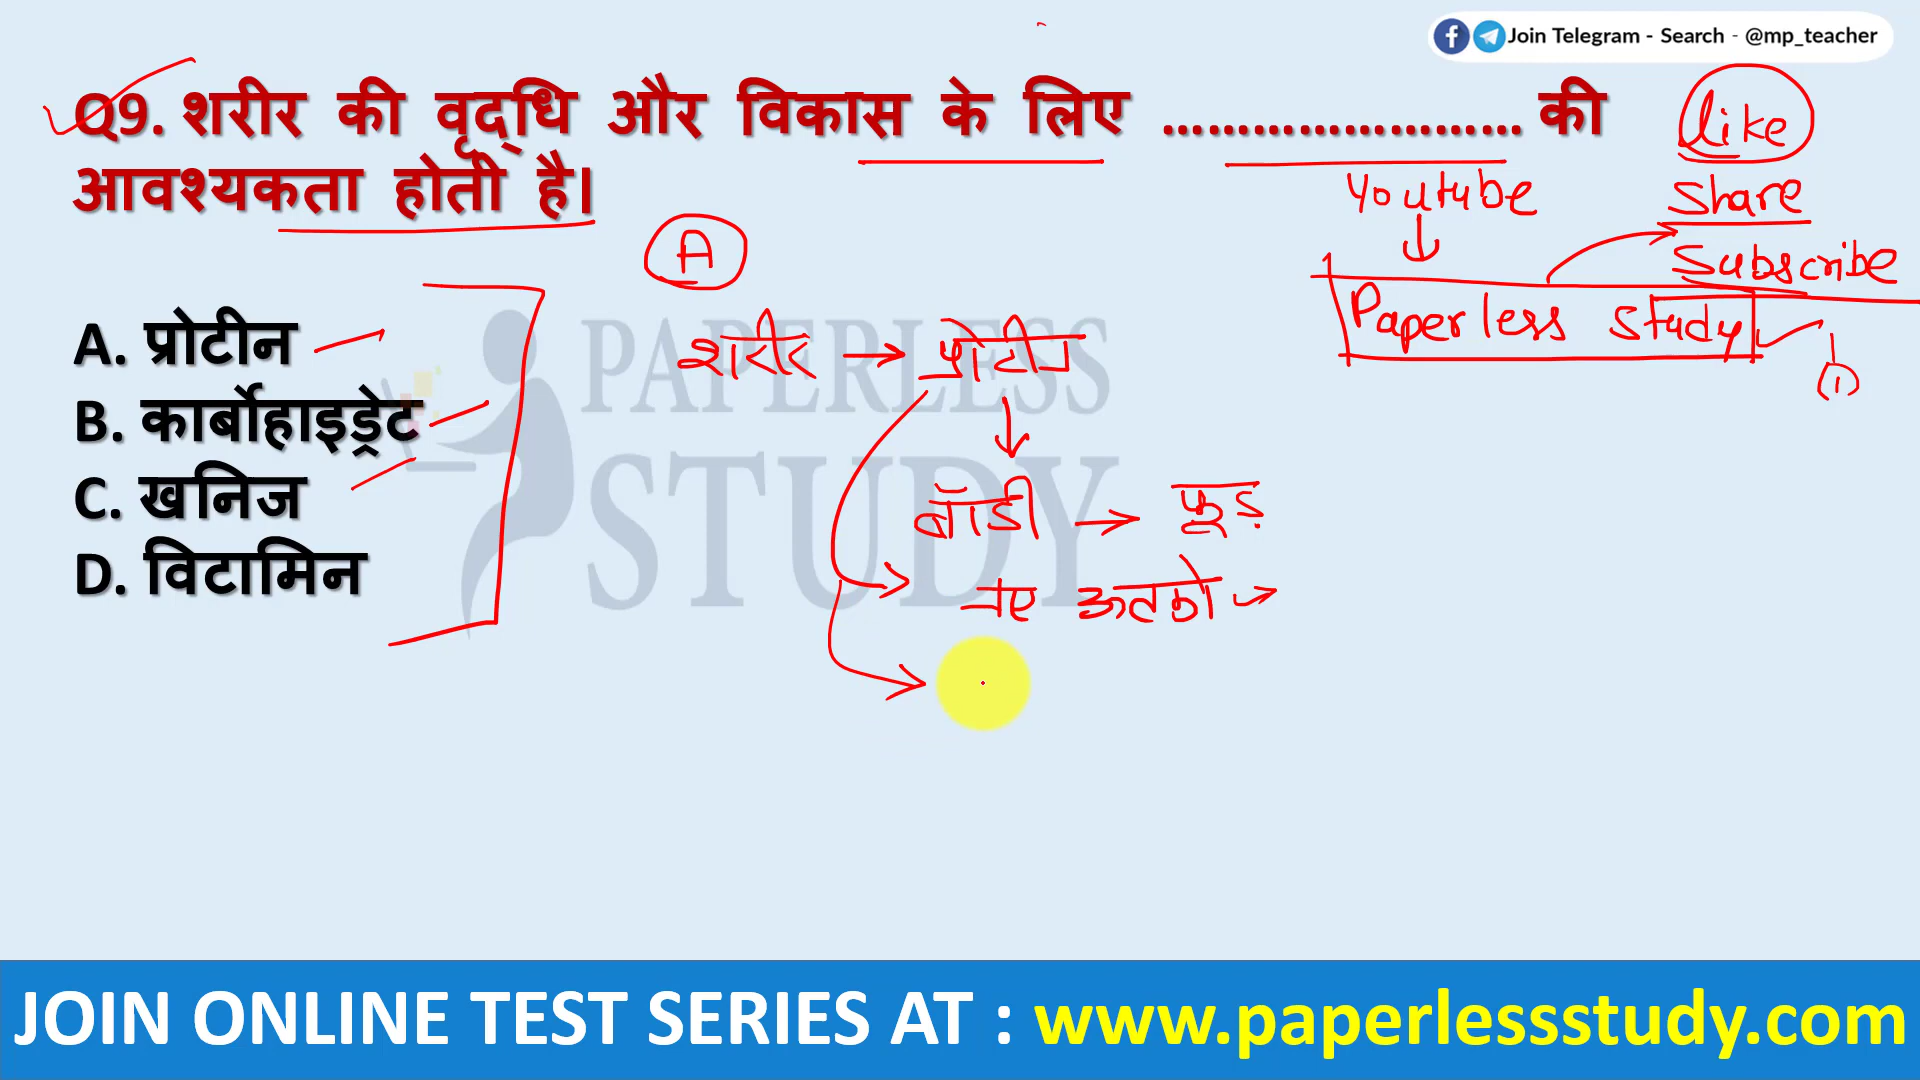 Join Telegram - Search - @mp_teacher
Q9. शरीर की वृद्धि और विकास के लिए ........................ की
आवश्यकता होती है।
like
Share
Subscribe
Youtube
Paperless Study
(1)
A
A. प्रोटीन
B. कार्बोहाइड्रेट
C. खनिज
D. विटामिन
शरीर → प्रोटीन
बॉडी → फूड
नए ऊतकों
PAPERLESS
STUDY
JOIN ONLINE TEST SERIES AT : www.paperlessstudy.com